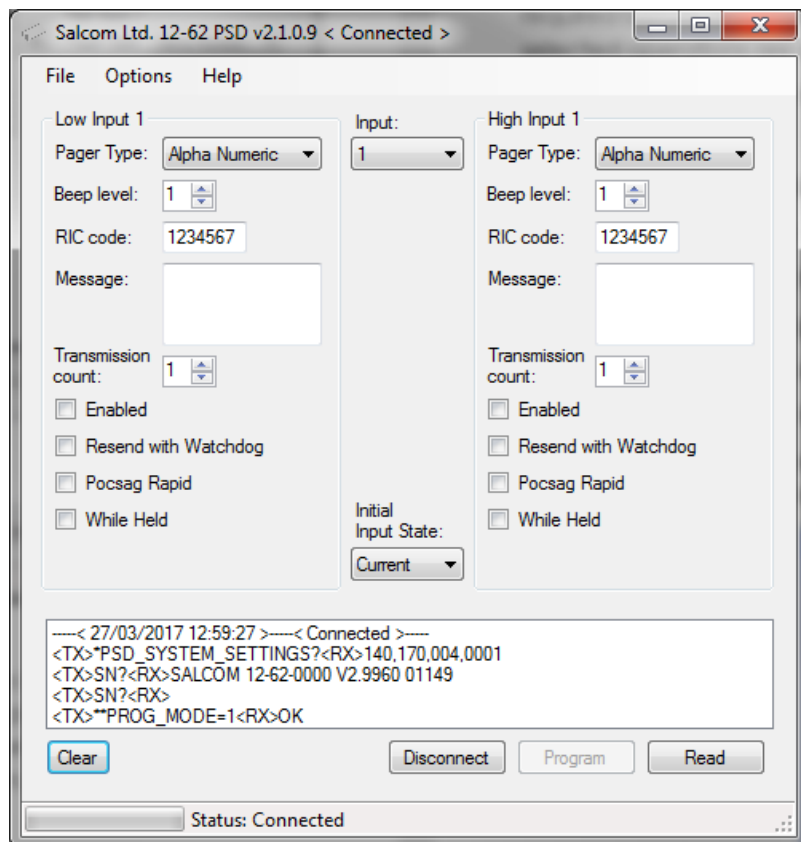 Salcom Ltd. 12-62 PSD v2.1.0.9 < Connected >
File Options Help
Low Input 1
Pager Type: Alpha Numeric
Beep level: 1
RIC code: 1234567
Message:
Transmission
count: 1
Enabled
Resend with Watchdog
Pocsag Rapid
While Held
Input:
1
Initial
Input State:
Current
High Input 1
Pager Type: Alpha Numeric
Beep level: 1
RIC code: 1234567
Message:
Transmission
count: 1
Enabled
Resend with Watchdog
Pocsag Rapid
While Held
-----< 27/03/2017 12:59:27 >-----< Connected >-----
<TX>*PSD_SYSTEM_SETTINGS?<RX>140,170,004,0001
<TX>SN?<RX>SALCOM 12-62-0000 V2.9960 01149
<TX>SN?<RX>
<TX>**PROG_MODE=1<RX>OK
Clear Disconnect Program Read
Status: Connected